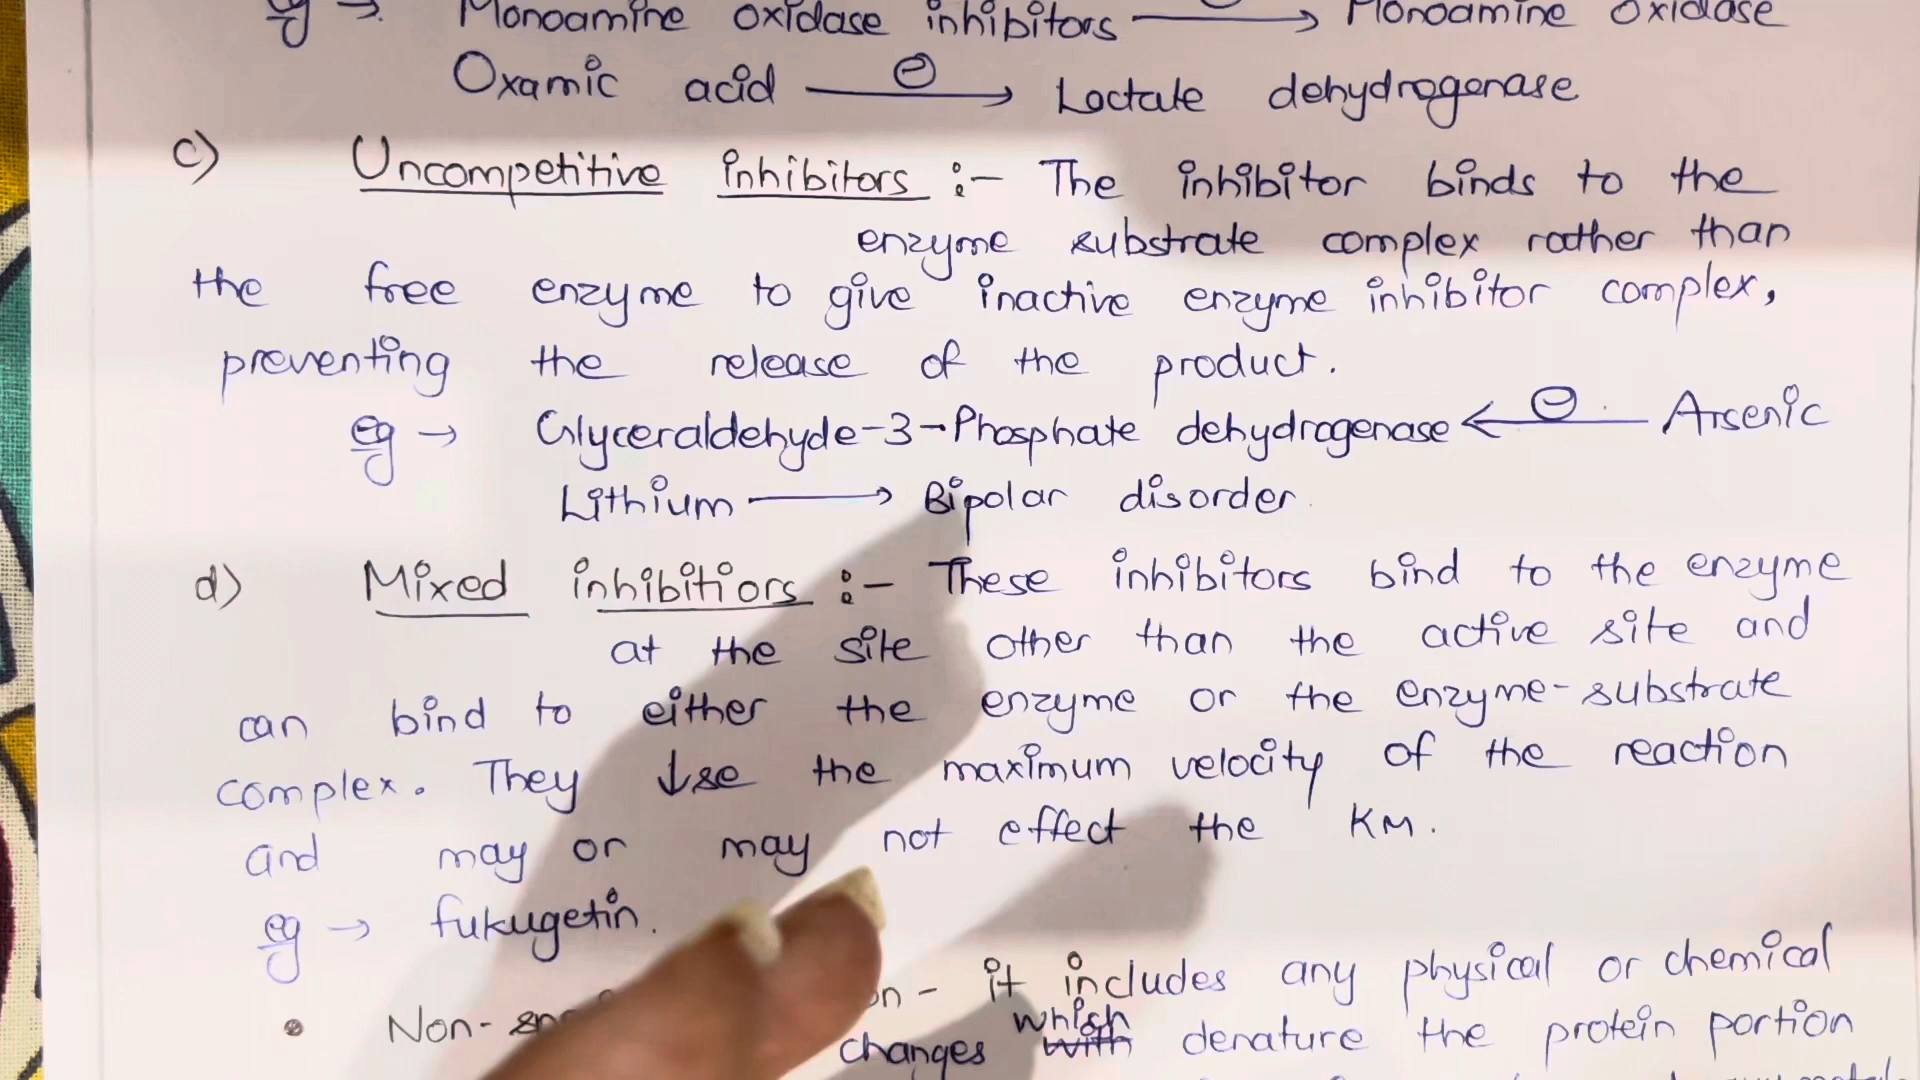 eg → Monoamine oxidase inhibitors → Monoamine oxidase
Oxamic acid ⊖→ Lactate dehydrogenase
c) Uncompetitive inhibitors :- The inhibitor binds to the
enzyme substrate complex rather than
the free enzyme to give inactive enzyme inhibitor complex,
preventing the release of the product.
eg → Glyceraldehyde-3-Phosphate dehydrogenase ←⊖ Arsenic
Lithium → Bipolar disorder
d) Mixed inhibitiors :- These inhibitors bind to the enzyme
at the site other than the active site and
can bind to either the enzyme or the enzyme-substrate
complex. They ↓se the maximum velocity of the reaction
and may or may not effect the KM.
eg → fukugetin.
• Non- - it includes any physical or chemical
which
changes with denature the protein portion